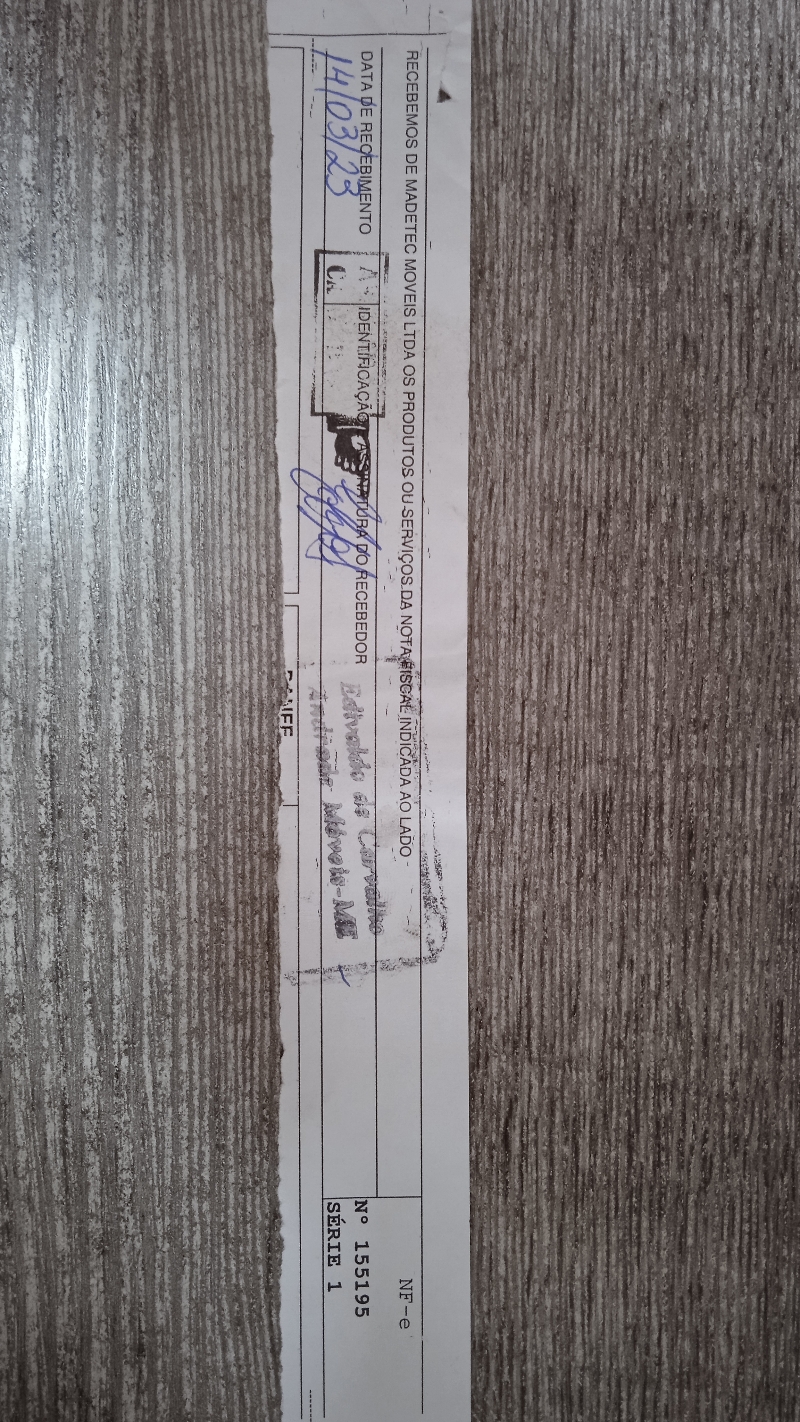 RECEBEMOS DE MADETEC MOVEIS LTDA OS PRODUTOS OU SERVIÇOS DA NOTA FISCAL INDICADA AO LADO
NF-e
DATA DE RECEBIMENTO
IDENTIFICAÇÃO E ASSINATURA DO RECEBEDOR
14/03/23
Edivaldo de Carvalho
Andrade Móveis-ME
Nº 155195
SÉRIE 1
DANFE